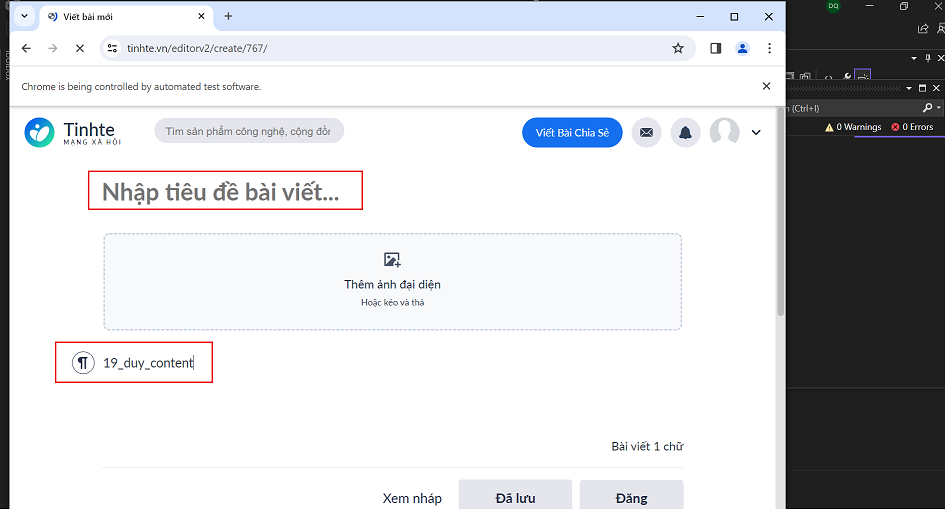 Viết bài mới
DQ
tinhte.vn/editorv2/create/767/
Chrome is being controlled by automated test software.
n (Ctrl+I)
0 Warnings 0 Errors
Tinhte
MẠNG XÃ HỘI
Tìm sản phẩm công nghệ, cộng đồn
Viết Bài Chia Sẻ
Nhập tiêu đề bài viết...
Thêm ảnh đại diện
Hoặc kéo và thả
¶ 19_duy_content
Bài viết 1 chữ
Xem nháp Đã lưu Đăng